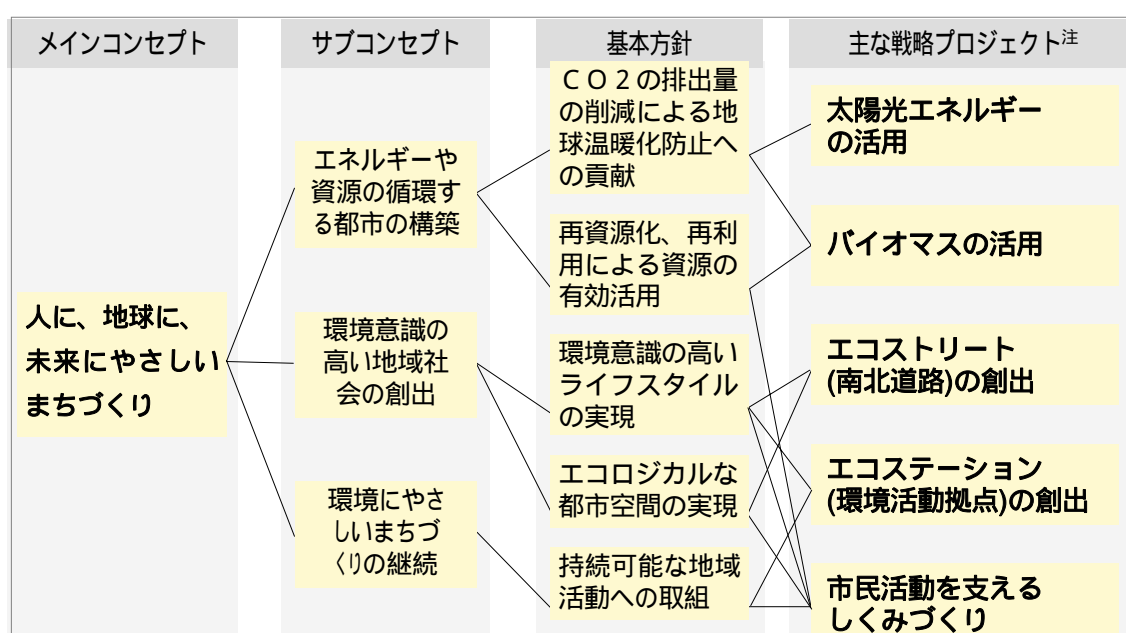 メインコンセプト
サブコンセプト
基本方針
主な戦略プロジェクト注
人に、地球に、
未来にやさしい
まちづくり
エネルギーや
資源の循環す
る都市の構築
環境意識の
高い地域社
会の創出
環境にやさ
しいまちづ
くりの継続
ＣＯ２の排出量
の削減による地
球温暖化防止へ
の貢献
再資源化、再利
用による資源の
有効活用
環境意識の高い
ライフスタイル
の実現
エコロジカルな
都市空間の実現
持続可能な地域
活動への取組
太陽光エネルギー
の活用
バイオマスの活用
エコストリート
(南北道路)の創出
エコステーション
(環境活動拠点)の創出
市民活動を支える
しくみづくり